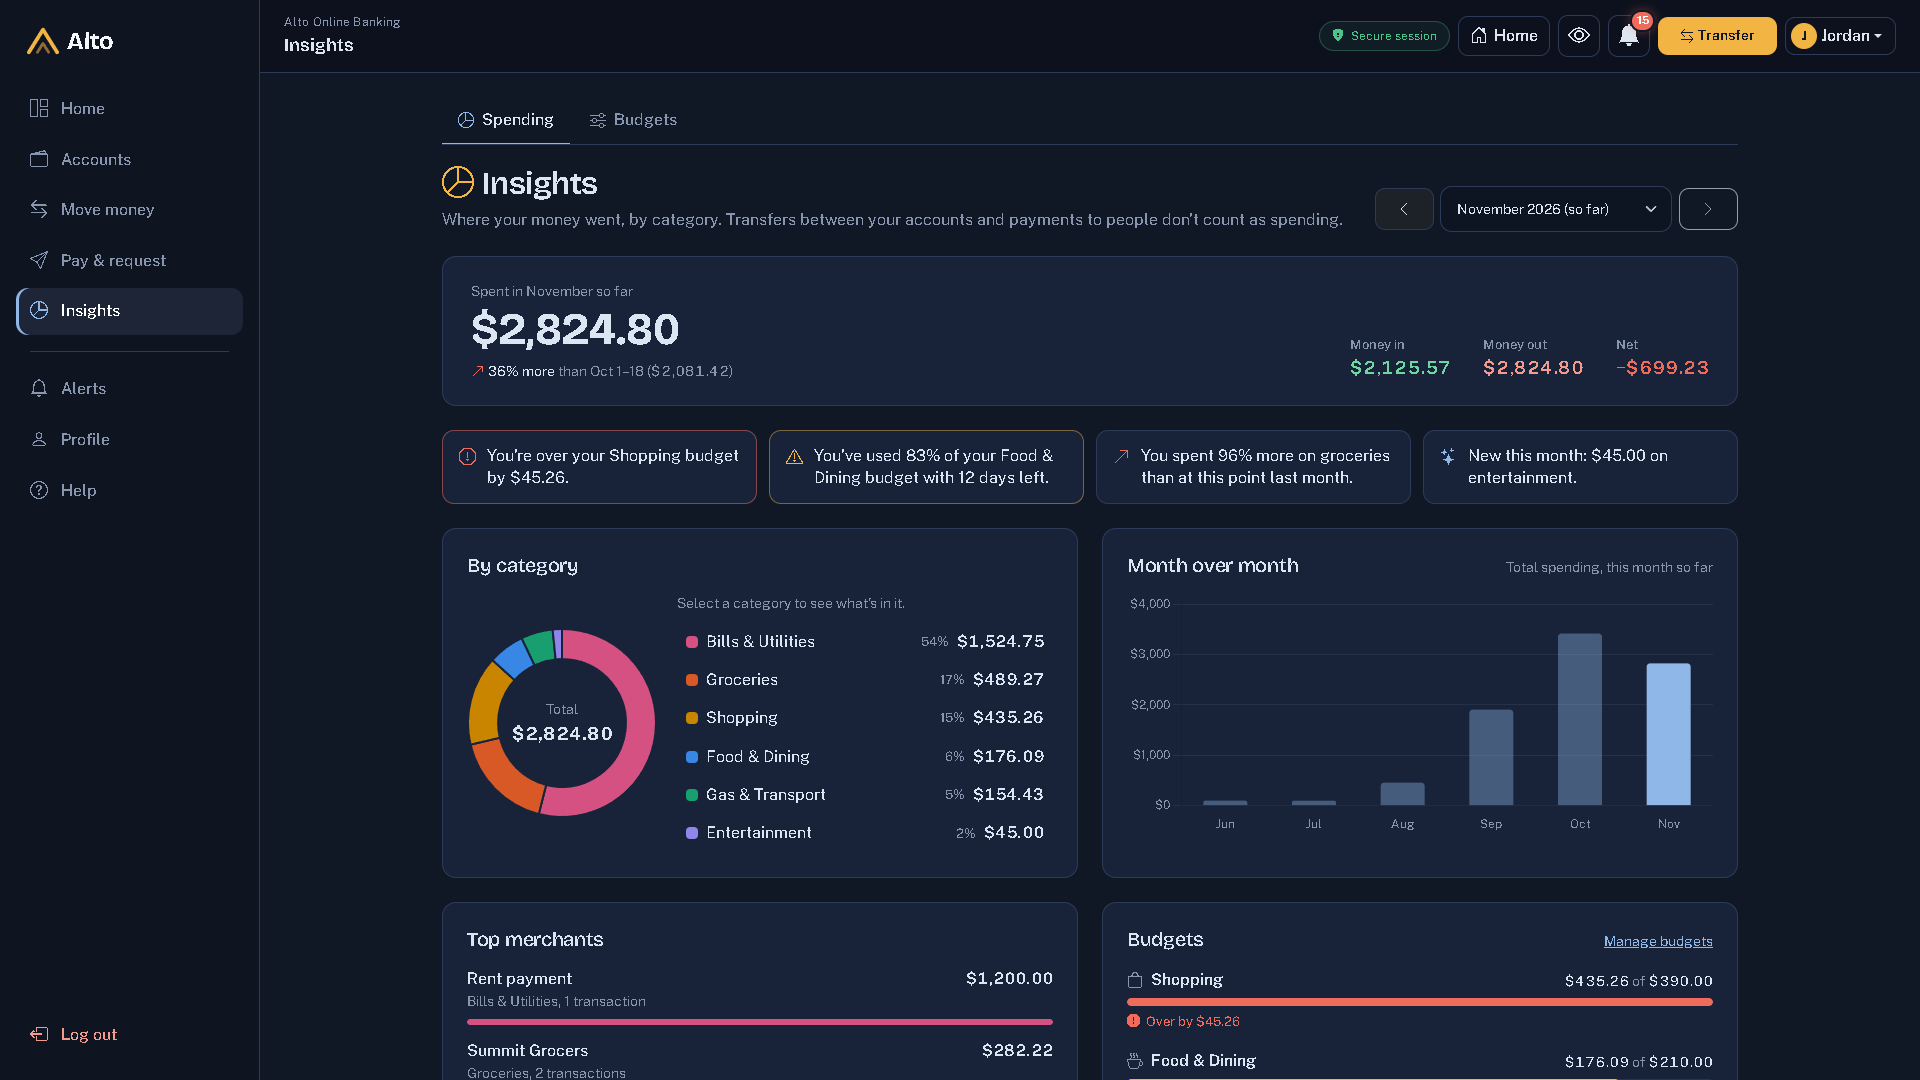 Alto
Home
Accounts
Move money
Pay & request
Insights
Alerts
Profile
Help
Log out
Alto Online Banking
Insights
Secure session
Home
15
Transfer
J
Jordan
Spending
Budgets
Insights
Where your money went, by category. Transfers between your accounts and payments to people don't count as spending.
November 2026 (so far)
Spent in November so far
$2,824.80
36% more than Oct 1–18 ($2,081.42)
Money in
$2,125.57
Money out
$2,824.80
Net
−$699.23
You're over your Shopping budget
by $45.26.
You've used 83% of your Food &
Dining budget with 12 days left.
You spent 96% more on groceries
than at this point last month.
New this month: $45.00 on
entertainment.
By category
Select a category to see what's in it.
Total
$2,824.80
Bills & Utilities 54% $1,524.75
Groceries 17% $489.27
Shopping 15% $435.26
Food & Dining 6% $176.09
Gas & Transport 5% $154.43
Entertainment 2% $45.00
Month over month
Total spending, this month so far
$4,000
$3,000
$2,000
$1,000
$0
Jun Jul Aug Sep Oct Nov
Top merchants
Rent payment $1,200.00
Bills & Utilities, 1 transaction
Summit Grocers $282.22
Groceries, 2 transactions
Budgets
Manage budgets
Shopping $435.26 of $390.00
Over by $45.26
Food & Dining $176.09 of $210.00